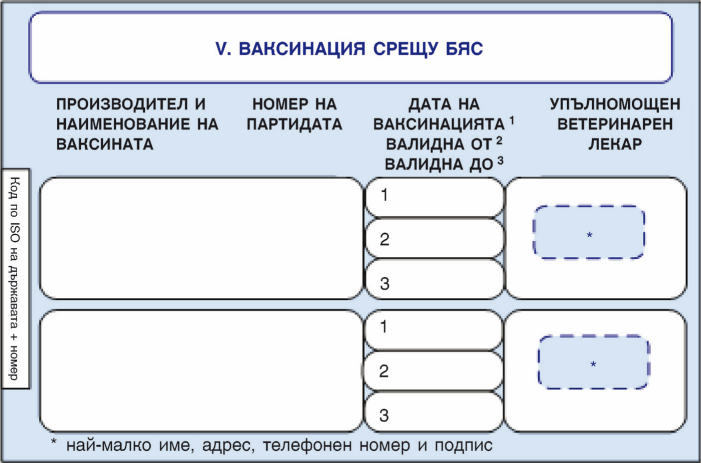 V. ВАКСИНАЦИЯ СРЕЩУ БЯС
ПРОИЗВОДИТЕЛ И
НАИМЕНОВАНИЕ НА
ВАКСИНАТА
НОМЕР НА
ПАРТИДАТА
ДАТА НА
ВАКСИНАЦИЯТА 1
ВАЛИДНА ОТ 2
ВАЛИДНА ДО 3
УПЪЛНОМОЩЕН
ВЕТЕРИНАРЕН
ЛЕКАР
Код по ISO на държавата + номер
1
2
3
*
1
2
3
*
* най-малко име, адрес, телефонен номер и подпис